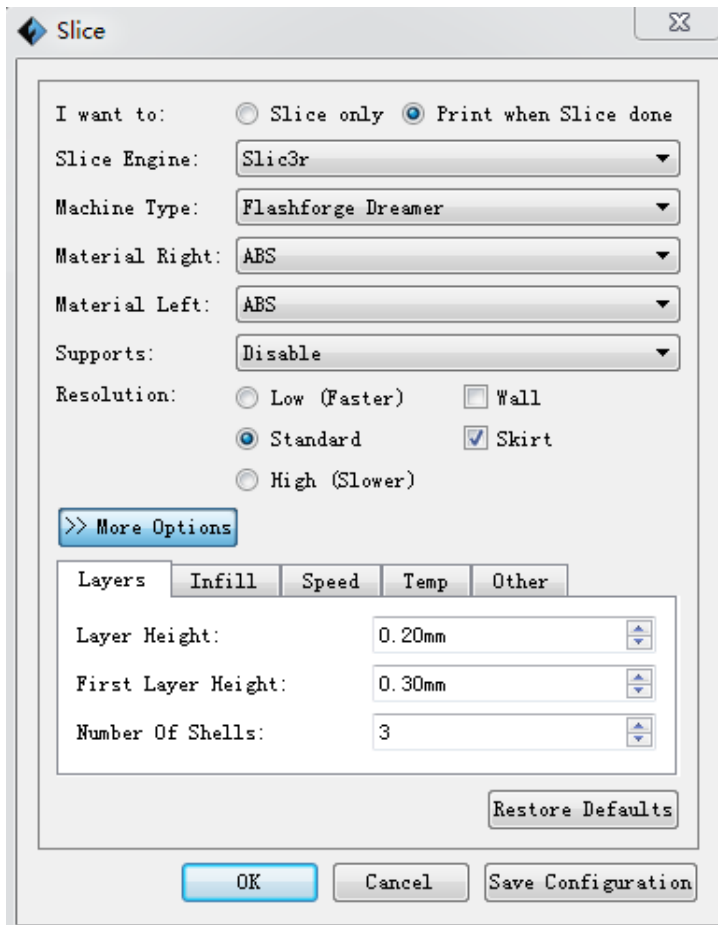 Slice
I want to: Slice only Print when Slice done
Slice Engine: Slic3r
Machine Type: Flashforge Dreamer
Material Right: ABS
Material Left: ABS
Supports: Disable
Resolution: Low (Faster) Wall
Standard Skirt
High (Slower)
>> More Options
Layers Infill Speed Temp Other
Layer Height: 0.20mm
First Layer Height: 0.30mm
Number Of Shells: 3
Restore Defaults
OK Cancel Save Configuration